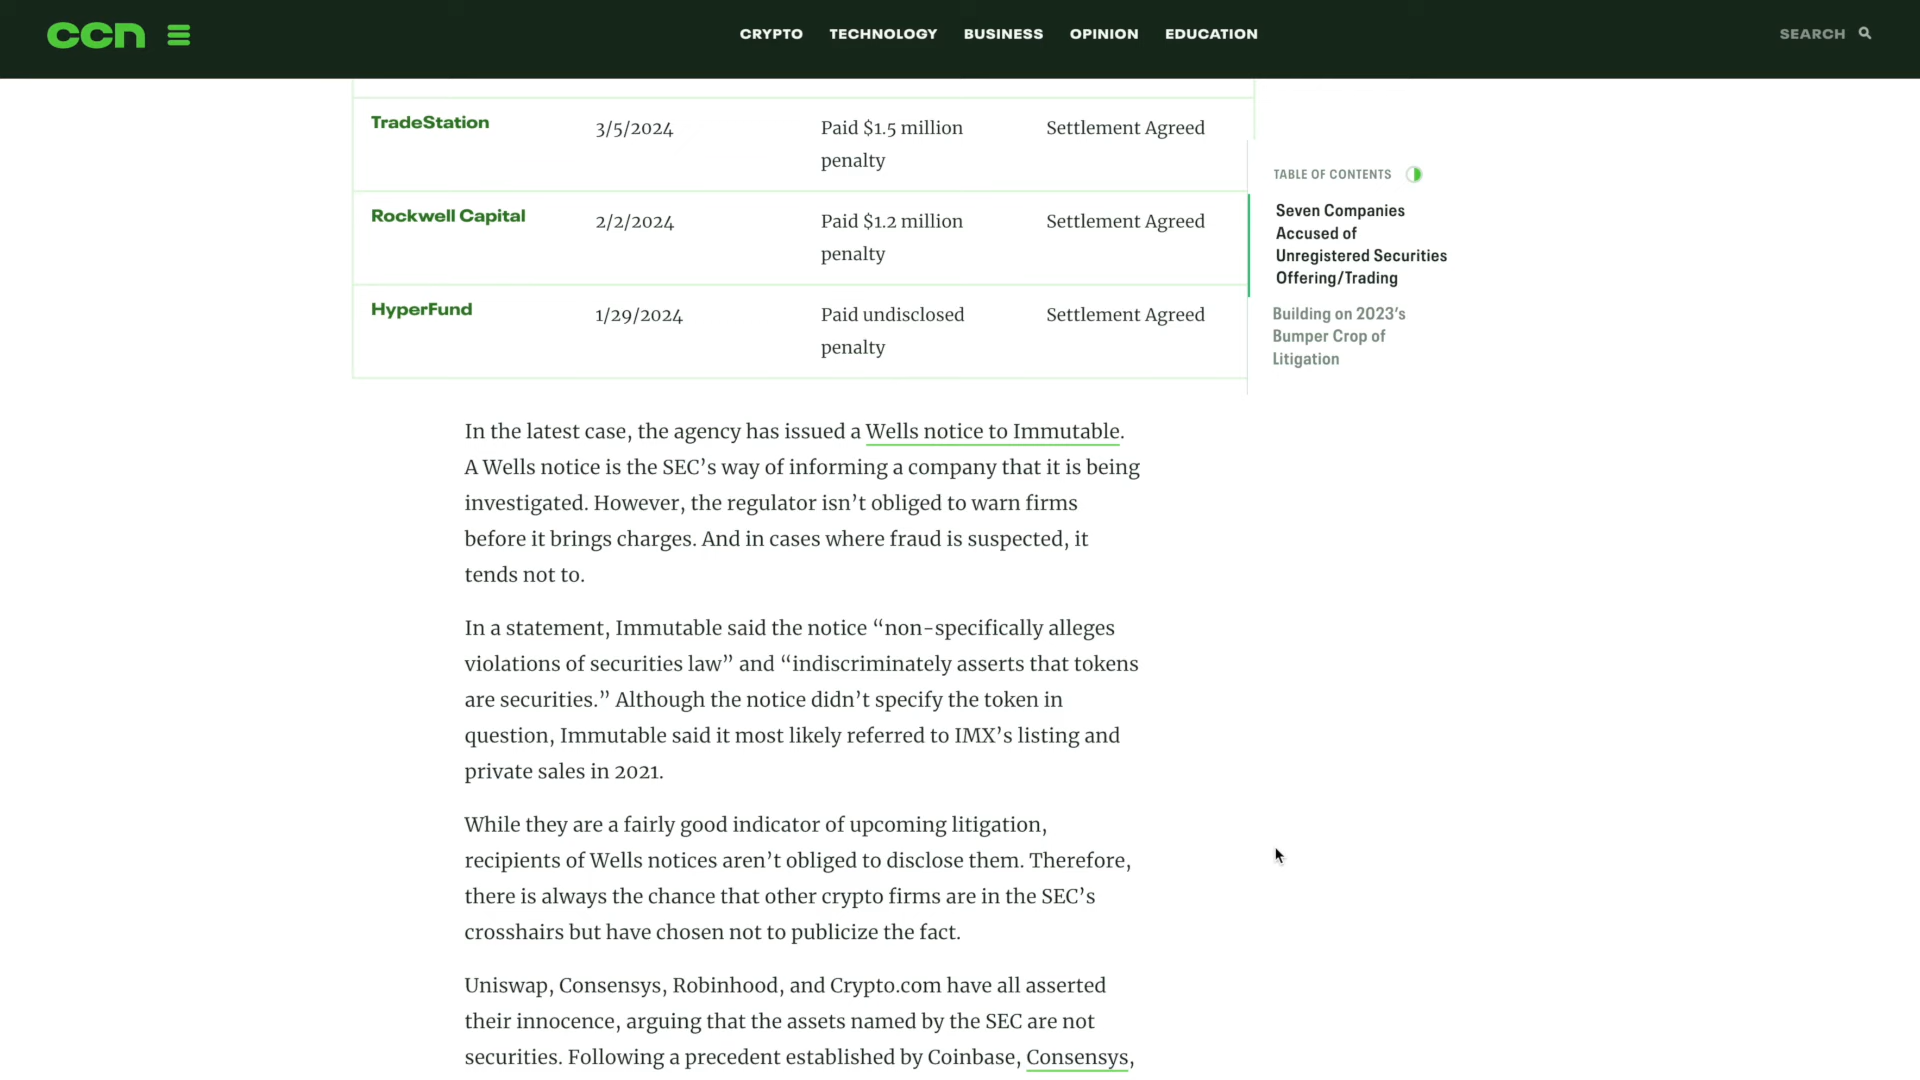 ccn
CRYPTO TECHNOLOGY BUSINESS OPINION EDUCATION
SEARCH
TradeStation 3/5/2024 Paid $1.5 million penalty Settlement Agreed
Rockwell Capital 2/2/2024 Paid $1.2 million penalty Settlement Agreed
HyperFund 1/29/2024 Paid undisclosed penalty Settlement Agreed
TABLE OF CONTENTS
Seven Companies
Accused of
Unregistered Securities
Offering/Trading
Building on 2023’s
Bumper Crop of
Litigation
In the latest case, the agency has issued a Wells notice to Immutable.
A Wells notice is the SEC’s way of informing a company that it is being
investigated. However, the regulator isn’t obliged to warn firms
before it brings charges. And in cases where fraud is suspected, it
tends not to.
In a statement, Immutable said the notice “non-specifically alleges
violations of securities law” and “indiscriminately asserts that tokens
are securities.” Although the notice didn’t specify the token in
question, Immutable said it most likely referred to IMX’s listing and
private sales in 2021.
While they are a fairly good indicator of upcoming litigation,
recipients of Wells notices aren’t obliged to disclose them. Therefore,
there is always the chance that other crypto firms are in the SEC’s
crosshairs but have chosen not to publicize the fact.
Uniswap, Consensys, Robinhood, and Crypto.com have all asserted
their innocence, arguing that the assets named by the SEC are not
securities. Following a precedent established by Coinbase, Consensys,